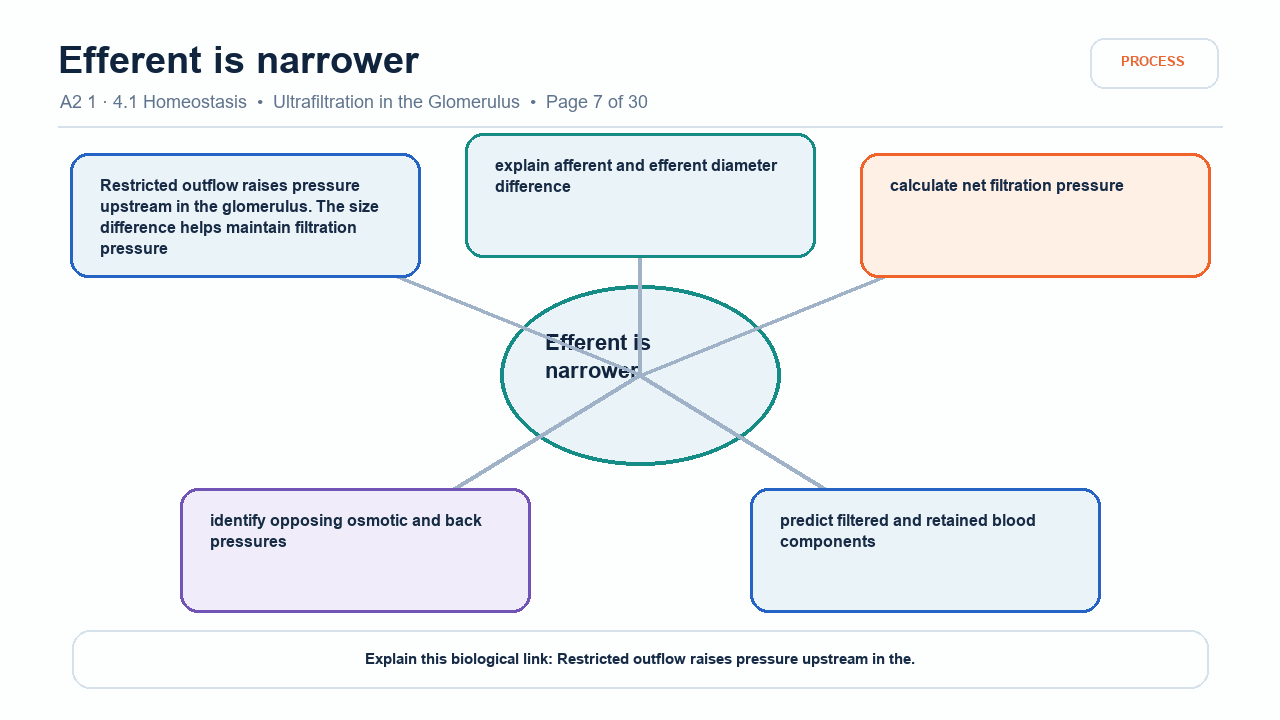 Efferent is narrower
PROCESS
A2 1 · 4.1 Homeostasis • Ultrafiltration in the Glomerulus • Page 7 of 30
Restricted outflow raises pressure
upstream in the glomerulus. The size
difference helps maintain filtration
pressure
explain afferent and efferent diameter
difference
calculate net filtration pressure
Efferent is
narrower
identify opposing osmotic and back
pressures
predict filtered and retained blood
components
Explain this biological link: Restricted outflow raises pressure upstream in the.